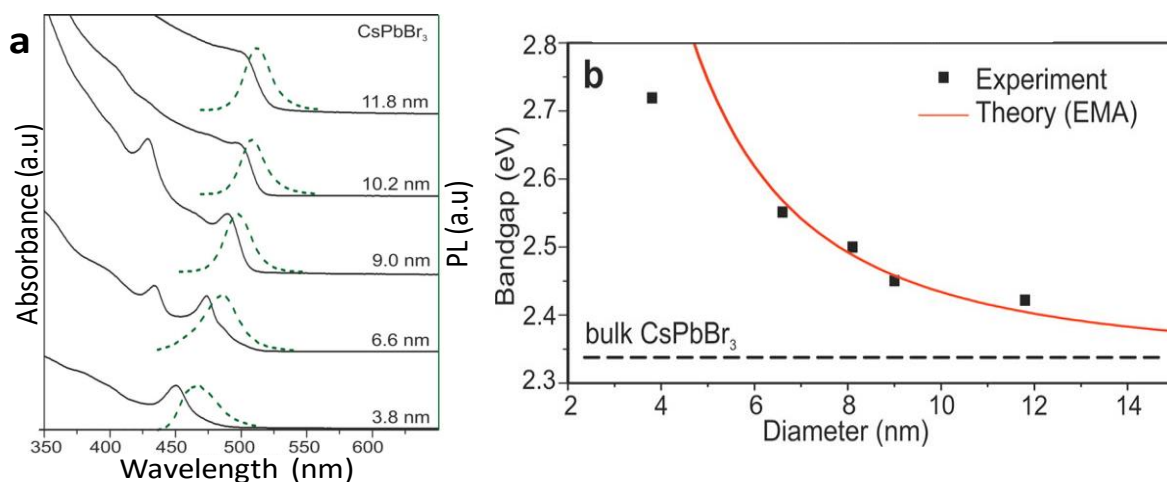 a
CsPbBr₃
11.8 nm
10.2 nm
9.0 nm
6.6 nm
3.8 nm
Absorbance (a.u)
PL (a.u)
350 400 450 500 550 600
Wavelength (nm)
b
Experiment
Theory (EMA)
bulk CsPbBr₃
Bandgap (eV)
2.8
2.7
2.6
2.5
2.4
2.3
2 4 6 8 10 12 14
Diameter (nm)